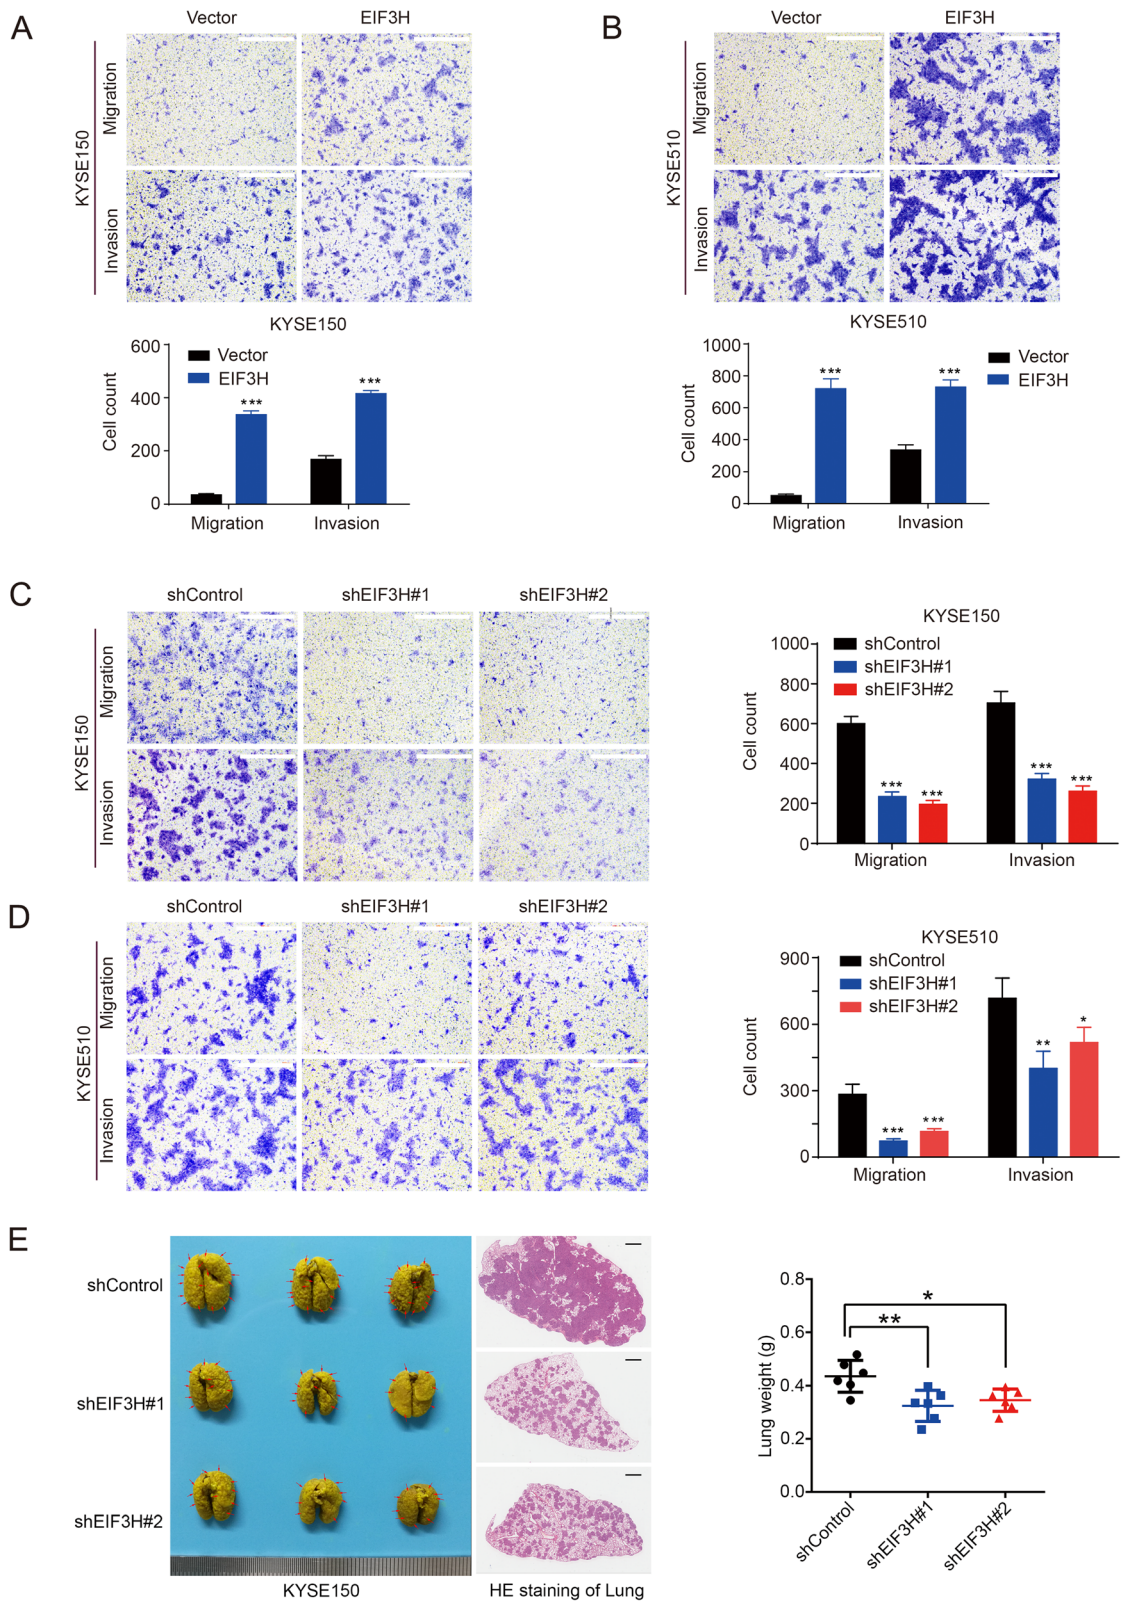 A
Vector
EIF3H
KYSE150
Migration
Invasion
KYSE150
600
400
200
0
Cell count
Vector
EIF3H
***
***
Migration
Invasion
B
Vector
EIF3H
KYSE510
Migration
Invasion
KYSE510
1000
800
600
400
200
0
Cell count
Vector
EIF3H
***
***
Migration
Invasion
C
shControl
shEIF3H#1
shEIF3H#2
KYSE150
Migration
Invasion
KYSE150
1000
800
600
400
200
0
Cell count
shControl
shEIF3H#1
shEIF3H#2
***
***
***
***
Migration
Invasion
D
shControl
shEIF3H#1
shEIF3H#2
KYSE510
Migration
Invasion
KYSE510
900
600
300
0
Cell count
shControl
shEIF3H#1
shEIF3H#2
***
***
**
*
Migration
Invasion
E
shControl
shEIF3H#1
shEIF3H#2
KYSE150
HE staining of Lung
0.8
0.6
0.4
0.2
0.0
Lung weight (g)
*
**
shControl
shEIF3H#1
shEIF3H#2